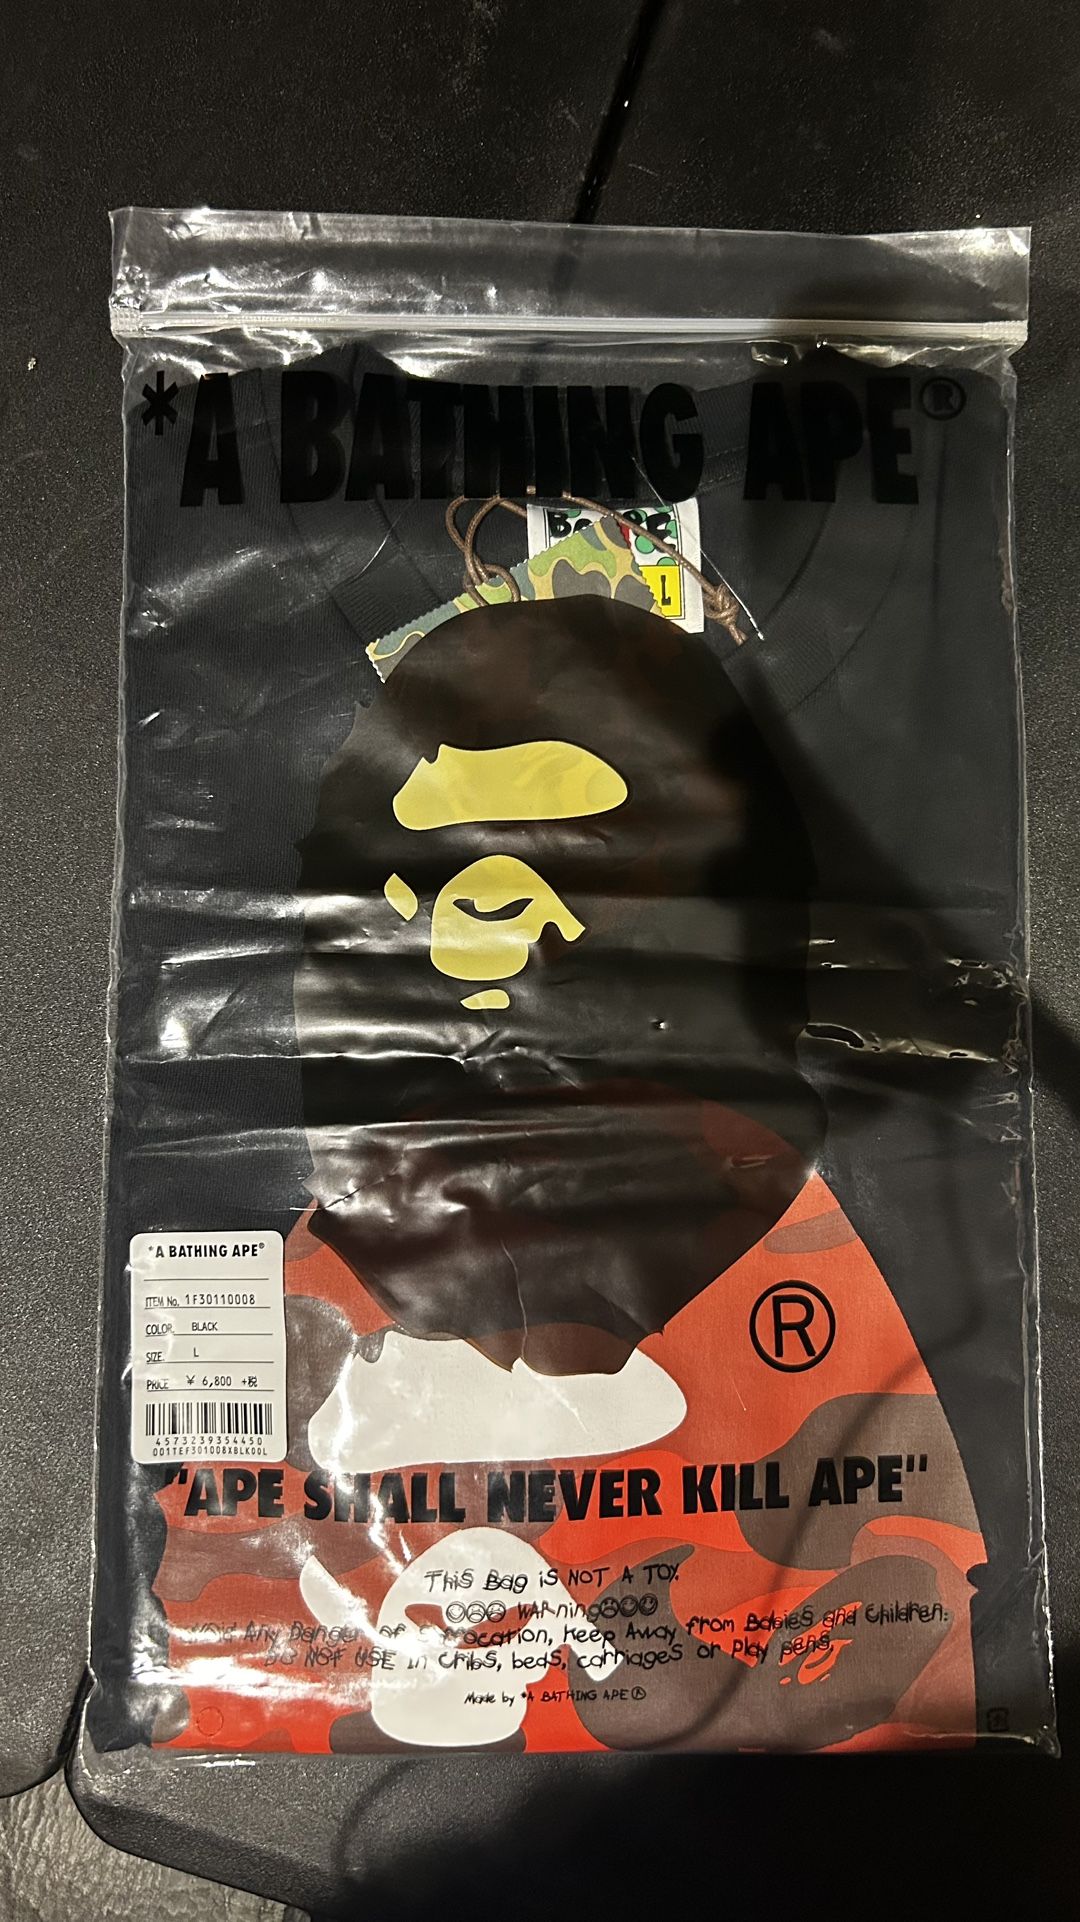 *A BATHING APE®
L
*A BATHING APE®
ITEM No. 1F30110008
COLOR. BLACK
SIZE. L
PRICE ¥ 6,800 +税
4573239354450
001TEF301008XBLK00L
®
"APE SHALL NEVER KILL APE"
This Bag is NOT A TOY.
WARning
Avoid Any Danger of Suffocation, Keep Away from Babies and Children.
DO NOT USE in Cribs, beds, carriages or Play pens.
Made by *A BATHING APE®